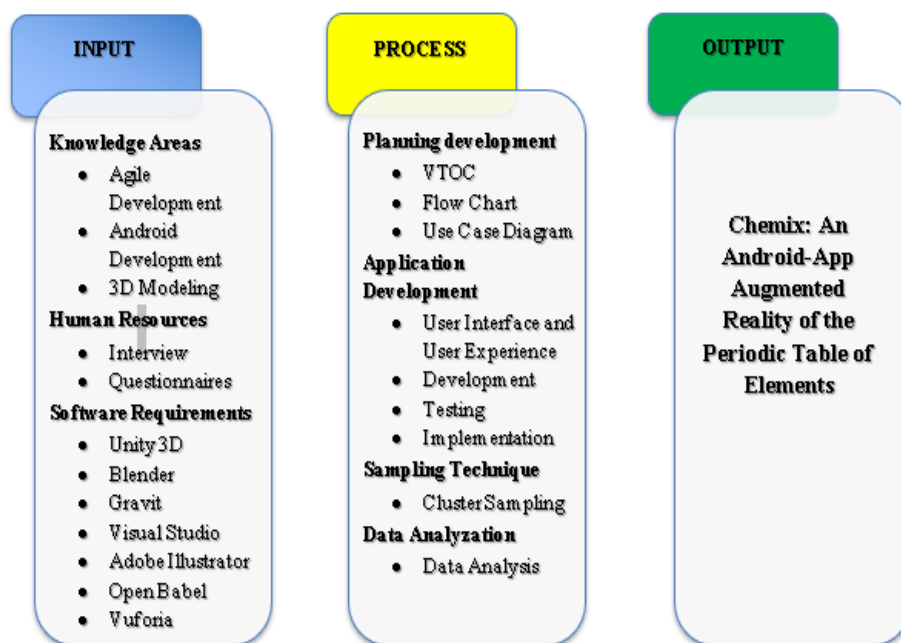 INPUT
Knowledge Areas
Agile
Development
Android
Development
3D Modeling
Human Resources
Interview
Questionnaires
Software Requirements
Unity 3D
Blender
Gravit
Visual Studio
Adobe Illustrator
Open Babel
Vuforia
PROCESS
Planning development
VTOC
Flow Chart
Use Case Diagram
Application
Development
User Interface and
User Experience
Development
Testing
Implementation
Sampling Technique
Cluster Sampling
Data Analyzation
Data Analysis
OUTPUT
Chemix: An
Android-App
Augmented
Reality of the
Periodic Table of
Elements